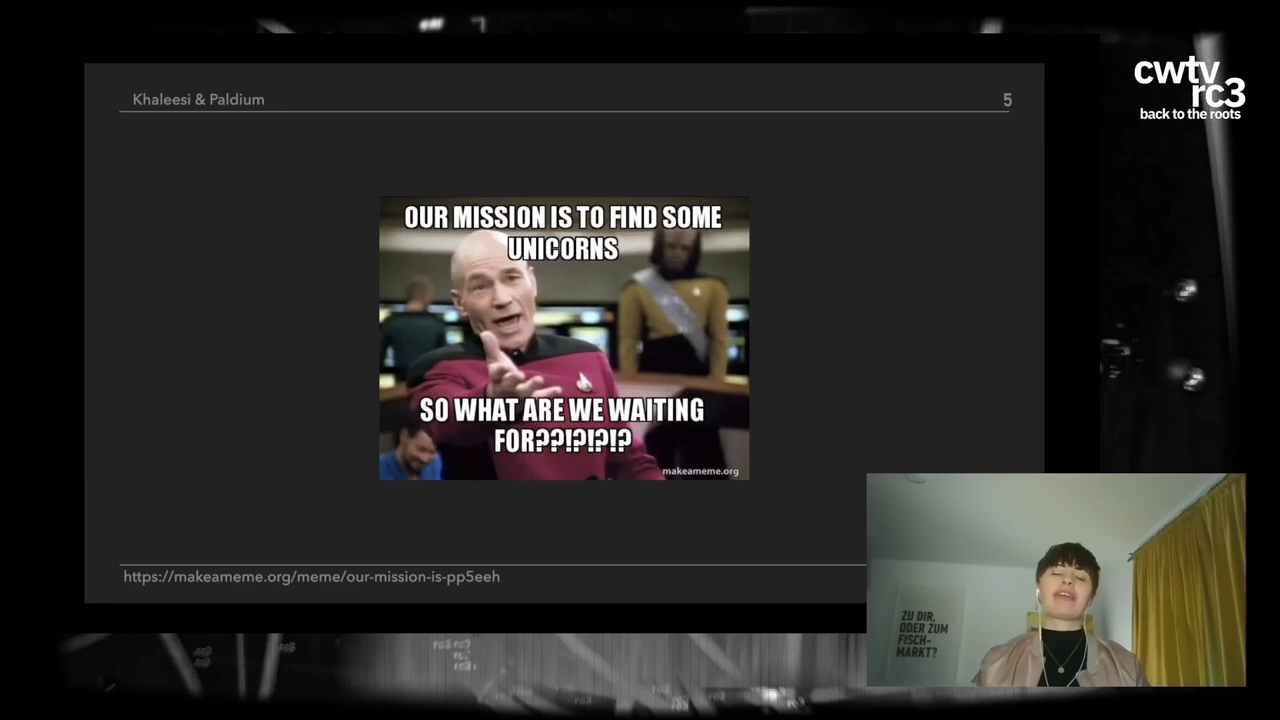 cwtv
rc3
back to the roots
Khaleesi & Paldium
5
OUR MISSION IS TO FIND SOME
UNICORNS
SO WHAT ARE WE WAITING
FOR??!?!?!?
makeameme.org
https://makeameme.org/meme/our-mission-is-pp5eeh
ZU DIR,
ODER ZUM
FISCH-
MARKT?